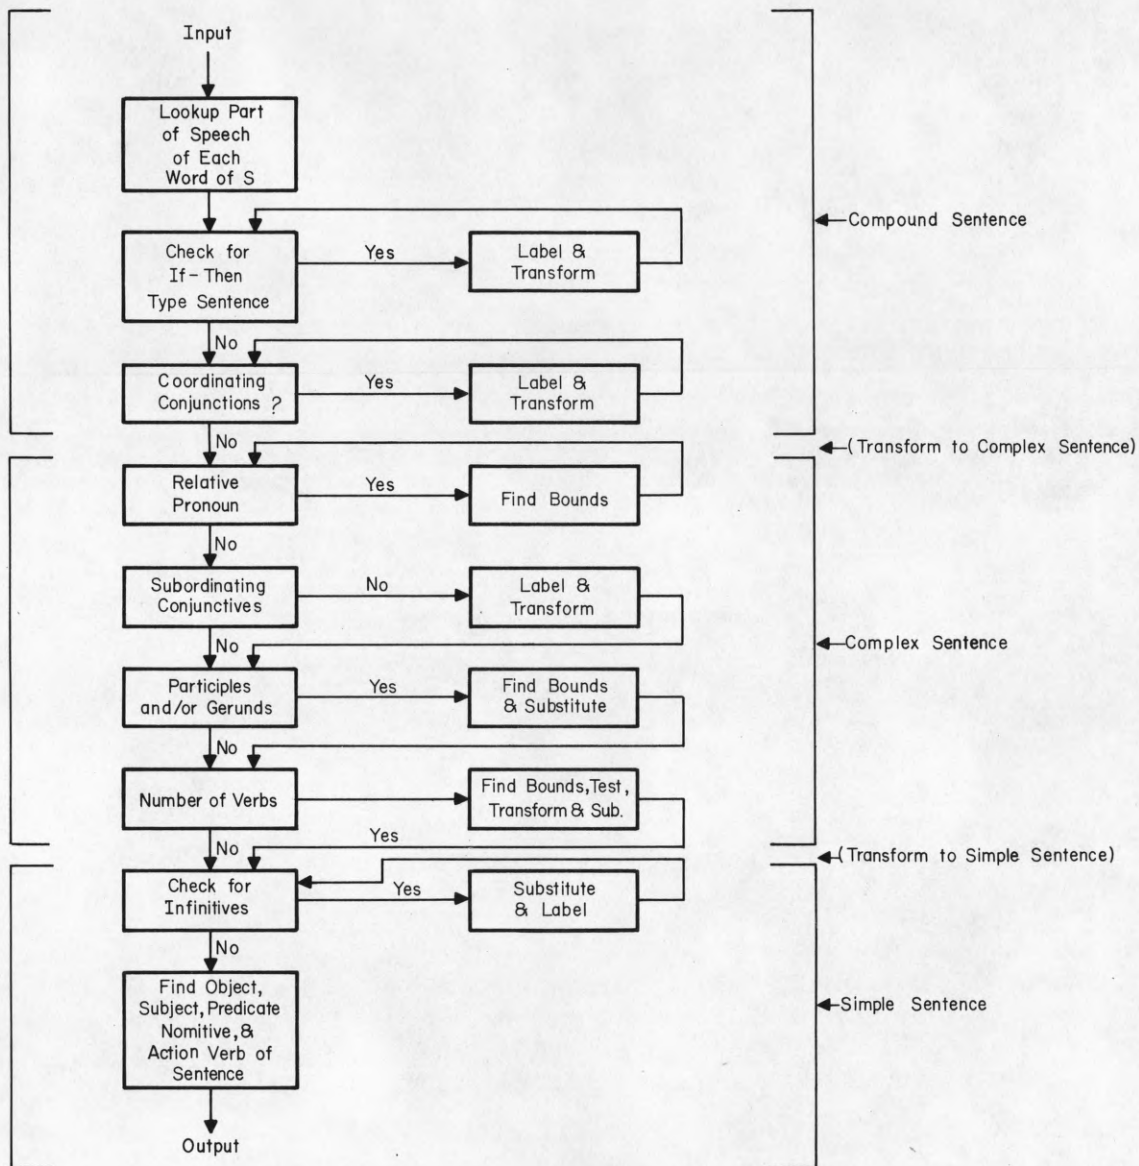 Input
Lookup Part
of Speech
of Each
Word of S
Compound Sentence
Check for
If-Then
Type Sentence
Yes
Label &
Transform
No
Coordinating
Conjunctions ?
Yes
Label &
Transform
No
(Transform to Complex Sentence)
Relative
Pronoun
Yes
Find Bounds
No
Subordinating
Conjunctives
No
Label &
Transform
No
Complex Sentence
Participles
and/or Gerunds
Yes
Find Bounds
& Substitute
No
Number of Verbs
Find Bounds, Test,
Transform & Sub.
Yes
No
(Transform to Simple Sentence)
Check for
Infinitives
Yes
Substitute
& Label
No
Find Object,
Subject, Predicate
Nomitive, &
Action Verb of
Sentence
Simple Sentence
Output